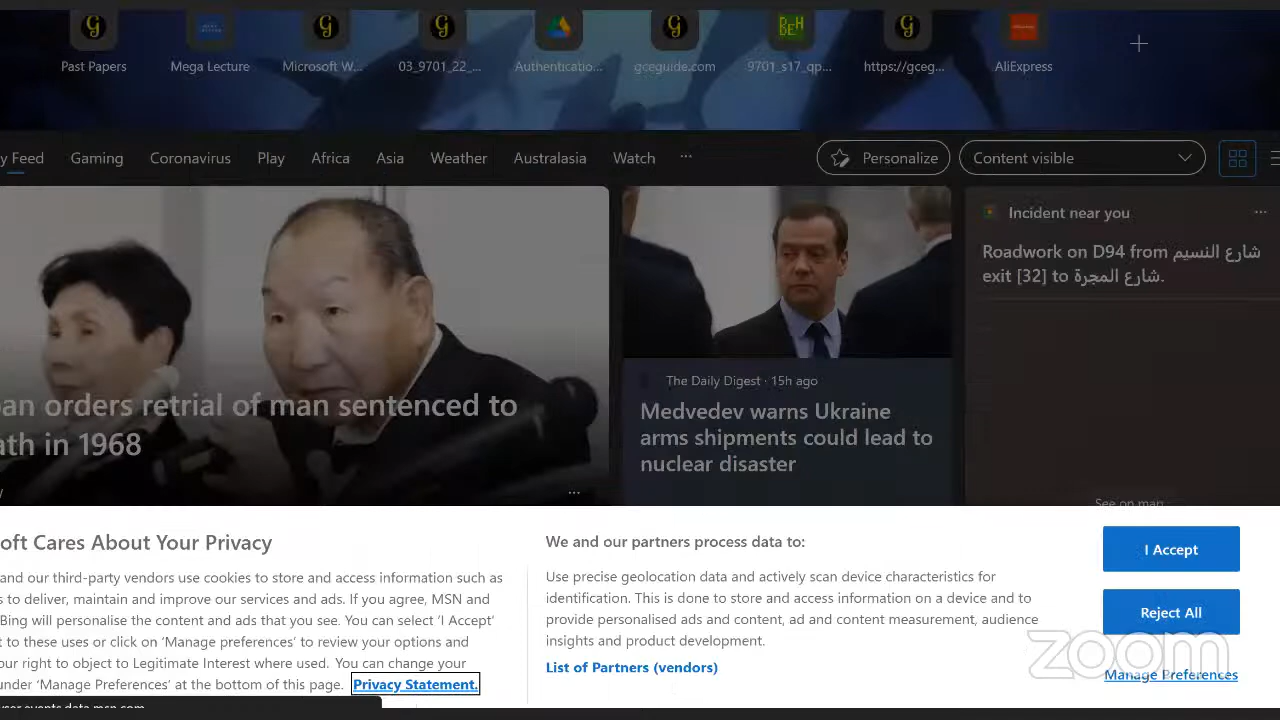 Past Papers
Mega Lecture
Microsoft W...
03_9701_22_...
Authenticatio...
gceguide.com
9701_s17_qp...
https://gceg...
AliExpress
y Feed
Gaming
Coronavirus
Play
Africa
Asia
Weather
Australasia
Watch
...
Personalize
Content visible
an orders retrial of man sentenced to
ath in 1968
The Daily Digest · 15h ago
Medvedev warns Ukraine
arms shipments could lead to
nuclear disaster
Incident near you
Roadwork on D94 from شارع النسيم
exit [32] to شارع المجرة.
See on map
oft Cares About Your Privacy
and our third-party vendors use cookies to store and access information such as
s to deliver, maintain and improve our services and ads. If you agree, MSN and
Bing will personalise the content and ads that you see. You can select 'I Accept'
t to these uses or click on 'Manage preferences' to review your options and
our right to object to Legitimate Interest where used. You can change your
under 'Manage Preferences' at the bottom of this page. Privacy Statement.
We and our partners process data to:
Use precise geolocation data and actively scan device characteristics for
identification. This is done to store and access information on a device and to
provide personalised ads and content, ad and content measurement, audience
insights and product development.
List of Partners (vendors)
I Accept
Reject All
Manage Preferences
zoom
wser.events.data.msn.com